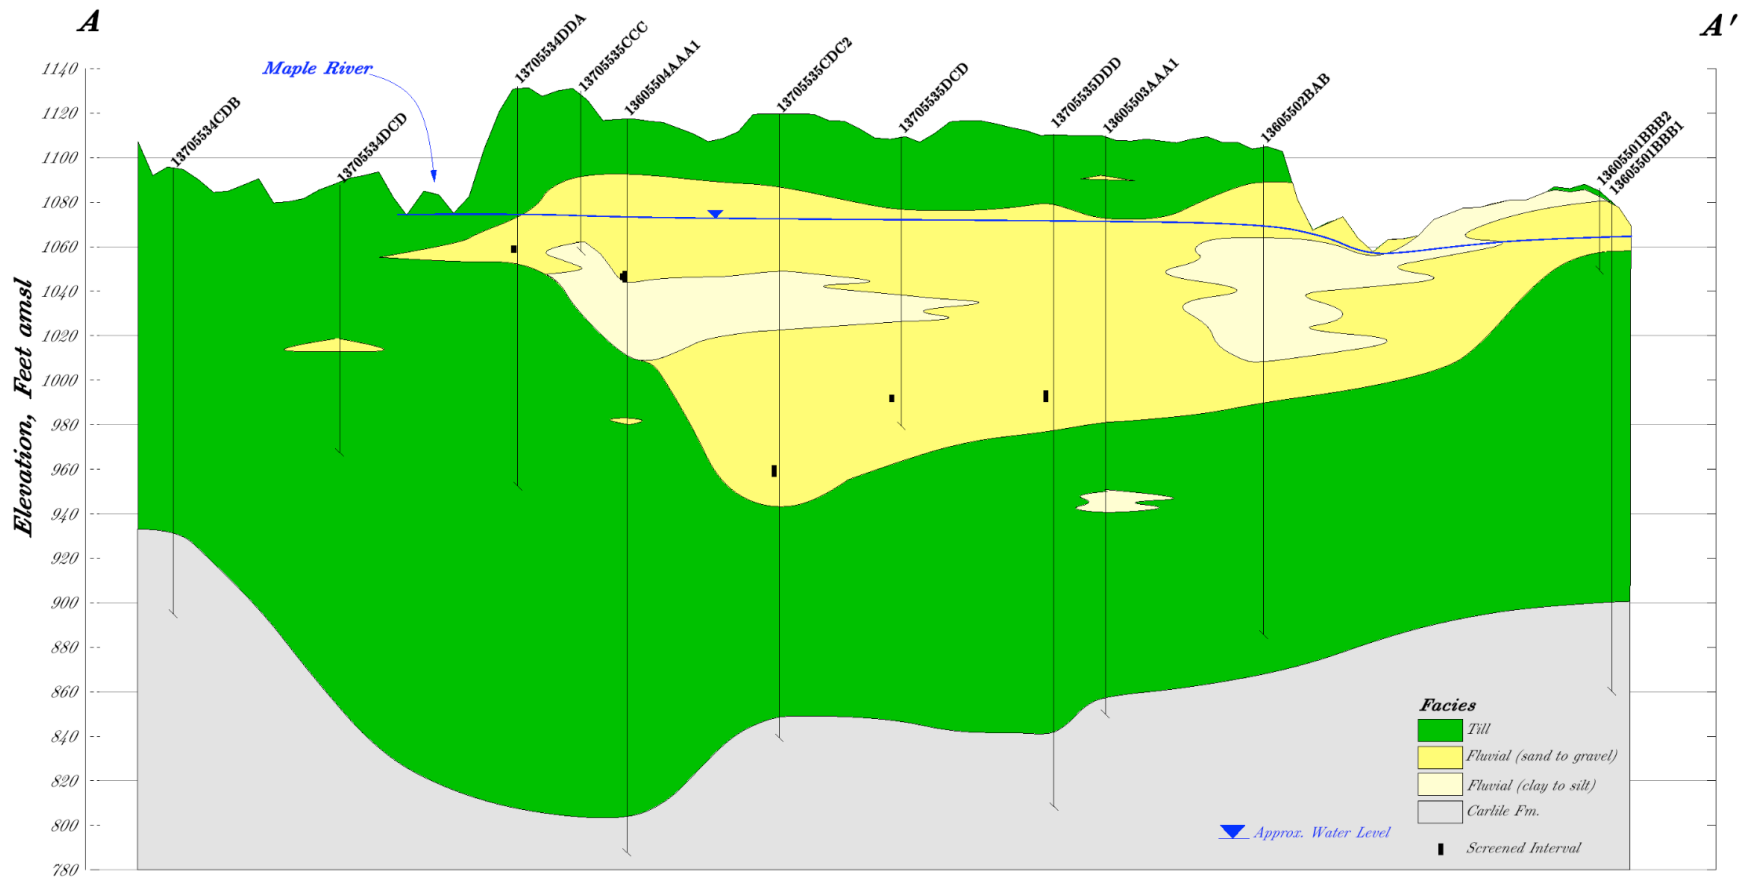 A
A'
Maple River
13705534CDB
13705534DCD
13705534DDA
13705535CCC
13605504AAA1
13705535CDC2
13705535DCD
13705535DDD
13605503AAA1
13605502BAB
13605501BBB2
13605501BBB1
Elevation, Feet amsl
1140
1120
1100
1080
1060
1040
1020
1000
980
960
940
920
900
880
860
840
820
800
780
Facies
Till
Fluvial (sand to gravel)
Fluvial (clay to silt)
Carlile Fm.
Approx. Water Level
Screened Interval